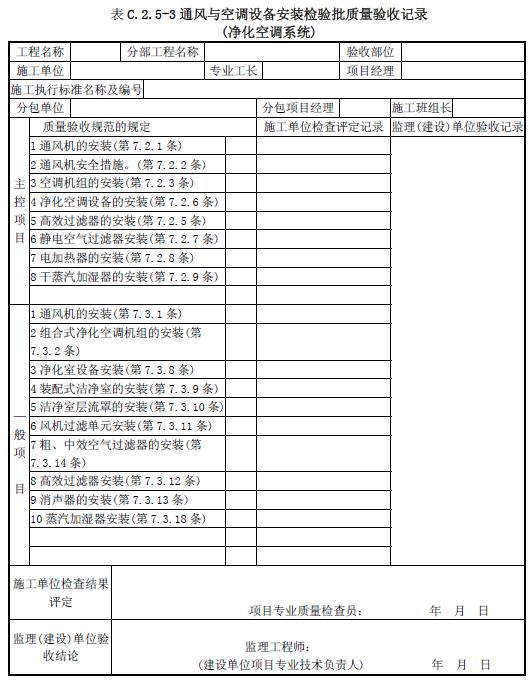 表 C.2.5-3 通风与空调设备安装检验批质量验收记录
(净化空调系统)
工程名称 分部工程名称 验收部位
施工单位 专业工长 项目经理
施工执行标准名称及编号
分包单位 分包项目经理 施工班组长
质量验收规范的规定 施工单位检查评定记录 监理(建设)单位验收记录
主控项目
1 通风机的安装(第 7.2.1 条)
2 通风机安全措施。(第 7.2.2 条)
3 空调机组的安装(第 7.2.3 条)
4 净化空调设备的安装(第 7.2.6 条)
5 高效过滤器的安装(第 7.2.5 条)
6 静电空气过滤器安装(第 7.2.7 条)
7 电加热器的安装(第 7.2.8 条)
8 干蒸汽加湿器的安装(第 7.2.9 条)
一般项目
1 通风机的安装(第 7.3.1 条)
2 组合式净化空调机组的安装(第
7.3.2 条)
3 净化室设备安装(第 7.3.8 条)
4 装配式洁净室的安装(第 7.3.9 条)
5 洁净室层流罩的安装(第 7.3.10 条)
6 风机过滤单元安装(第 7.3.11 条)
7 粗、中效空气过滤器的安装(第
7.3.14 条)
8 高效过滤器安装(第 7.3.12 条)
9 消声器的安装(第 7.3.13 条)
10 蒸汽加湿器安装(第 7.3.18 条)
施工单位检查结果
评定
项目专业质量检查员: 年 月 日
监理(建设)单位验
收结论
监理工程师:
(建设单位项目专业技术负责人) 年 月 日